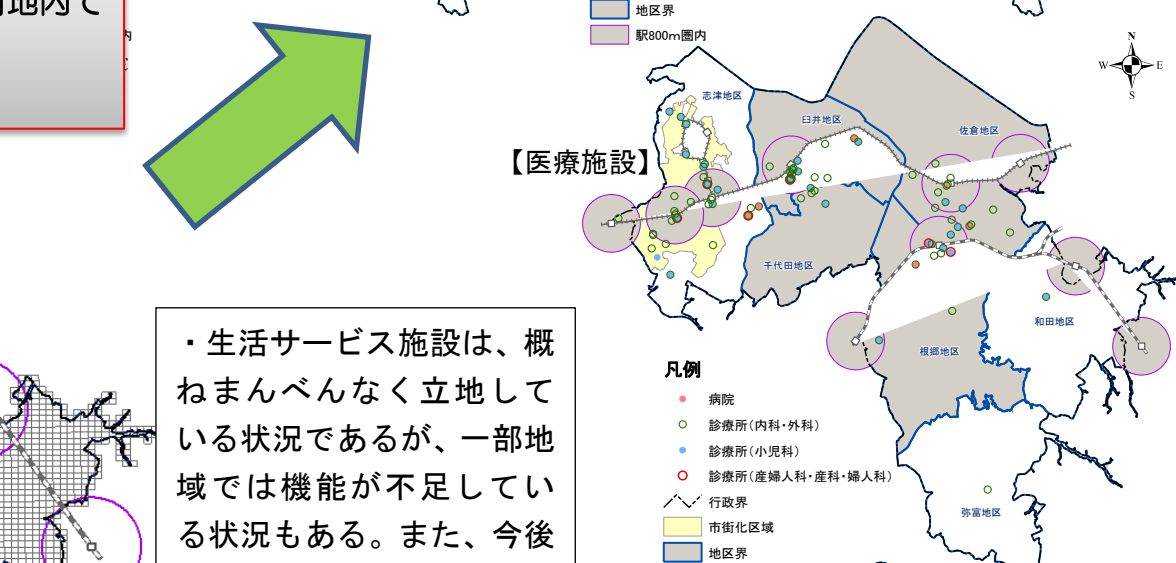 地内で
内
地区界
駅800m圏内
N
W
E
S
志津地区
臼井地区
佐倉地区
【医療施設】
千代田地区
和田地区
根郷地区
弥富地区
・生活サービス施設は、概
ねまんべんなく立地して
いる状況であるが、一部地
域では機能が不足してい
る状況もある。また、今後
凡例
病院
診療所(内科・外科)
診療所(小児科)
診療所(産婦人科・産科・婦人科)
行政界
市街化区域
地区界